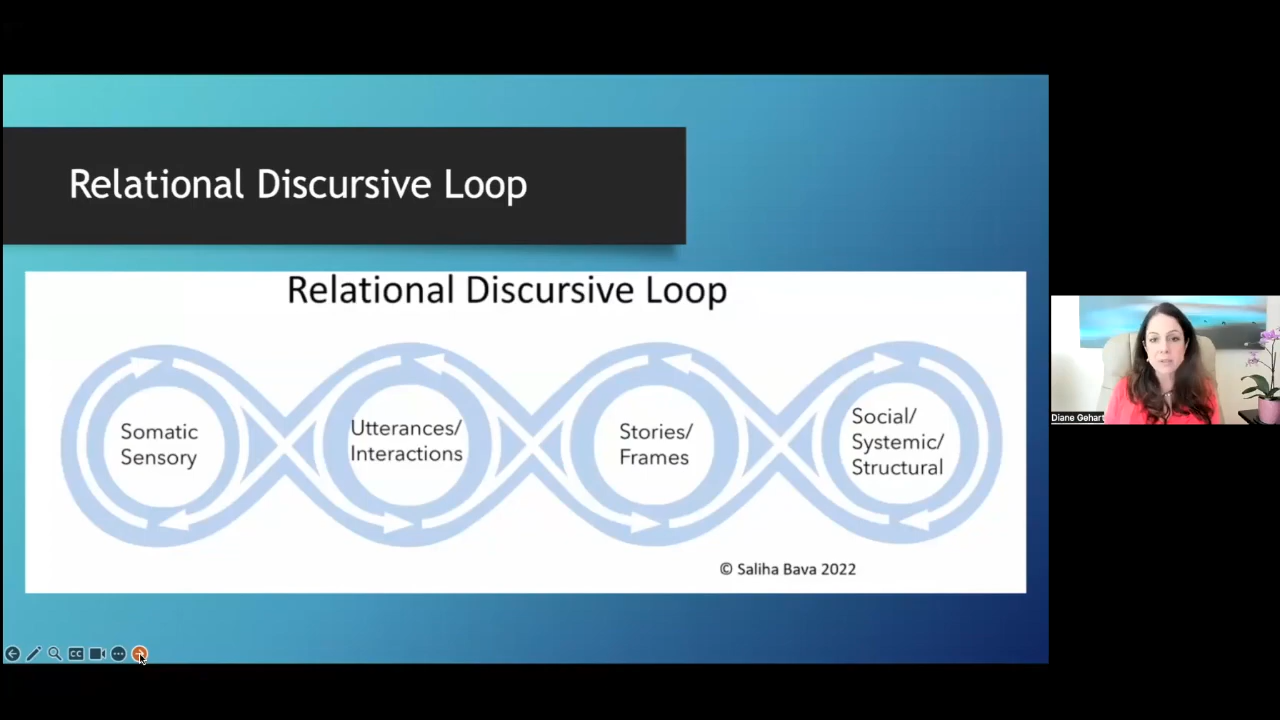 Relational Discursive Loop
Relational Discursive Loop
Somatic
Sensory
Utterances/
Interactions
Stories/
Frames
Social/
Systemic/
Structural
© Saliha Bava 2022
CC
Diane Gehart